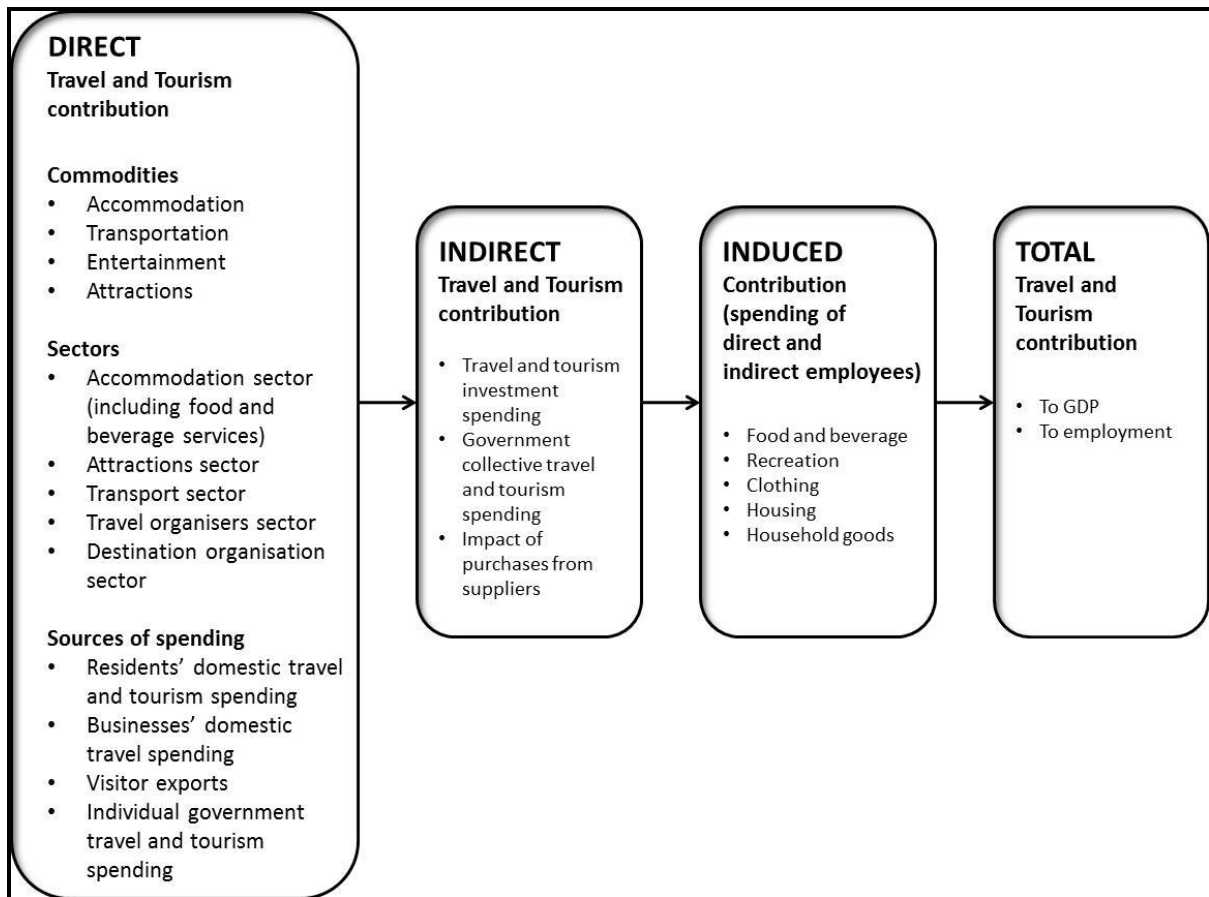 DIRECT
Travel and Tourism
contribution
Commodities
• Accommodation
• Transportation
• Entertainment
• Attractions
Sectors
• Accommodation sector
(including food and
beverage services)
• Attractions sector
• Transport sector
• Travel organisers sector
• Destination organisation
sector
Sources of spending
• Residents’ domestic travel
and tourism spending
• Businesses’ domestic
travel spending
• Visitor exports
• Individual government
travel and tourism
spending
INDIRECT
Travel and Tourism
contribution
• Travel and tourism
investment
spending
• Government
collective travel
and tourism
spending
• Impact of
purchases from
suppliers
INDUCED
Contribution
(spending of
direct and
indirect employees)
• Food and beverage
• Recreation
• Clothing
• Housing
• Household goods
TOTAL
Travel and
Tourism
contribution
• To GDP
• To employment